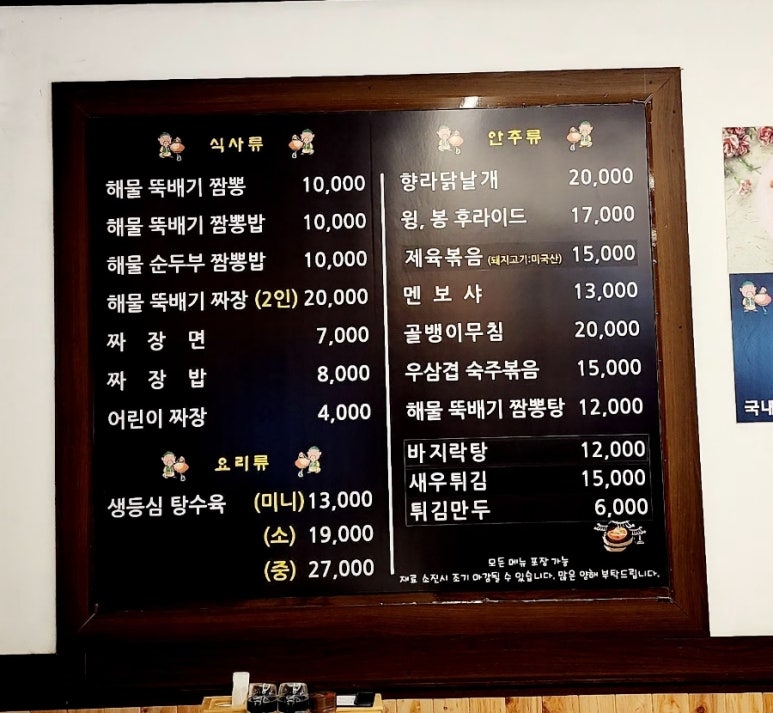 식사류
해물 뚝배기 짬뽕 10,000
해물 뚝배기 짬뽕밥 10,000
해물 순두부 짬뽕밥 10,000
해물 뚝배기 짜장 (2인) 20,000
짜 장 면 7,000
짜 장 밥 8,000
어린이 짜장 4,000
요리류
생등심 탕수육 (미니) 13,000
(소) 19,000
(중) 27,000
안주류
향라닭날개 20,000
윙, 봉 후라이드 17,000
제육볶음 (돼지고기:미국산) 15,000
멘 보 샤 13,000
골뱅이무침 20,000
우삼겹 숙주볶음 15,000
해물 뚝배기 짬뽕탕 12,000
바지락탕 12,000
새우튀김 15,000
튀김만두 6,000
모든 메뉴 포장 가능
재료 소진시 조기 마감될 수 있습니다. 많은 양해 부탁드립니다.
국내